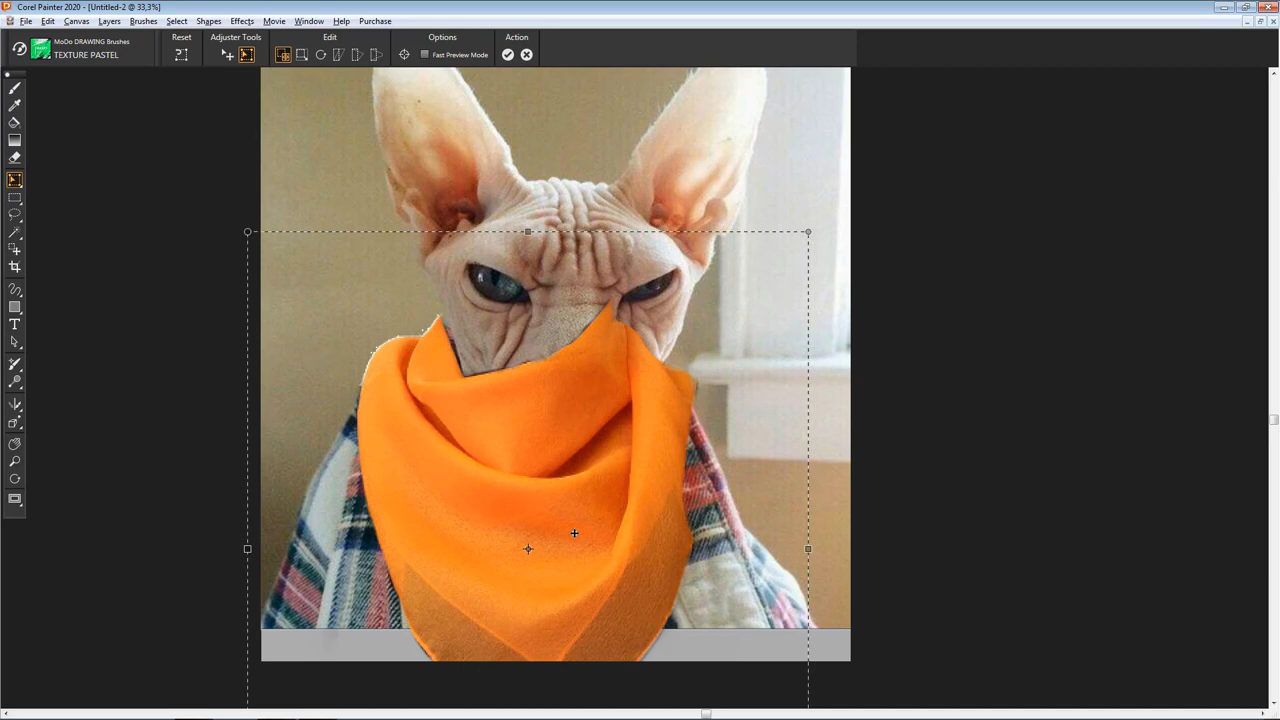 Corel Painter 2020 - [Untitled-2 @ 33,3%]
File Edit Canvas Layers Brushes Select Shapes Effects Movie Movie Window Help Purchase
MoDo DRAWING Brushes
TEXTURE PASTEL
Reset Adjuster Tools Edit Options Action
Fast Preview Mode
T